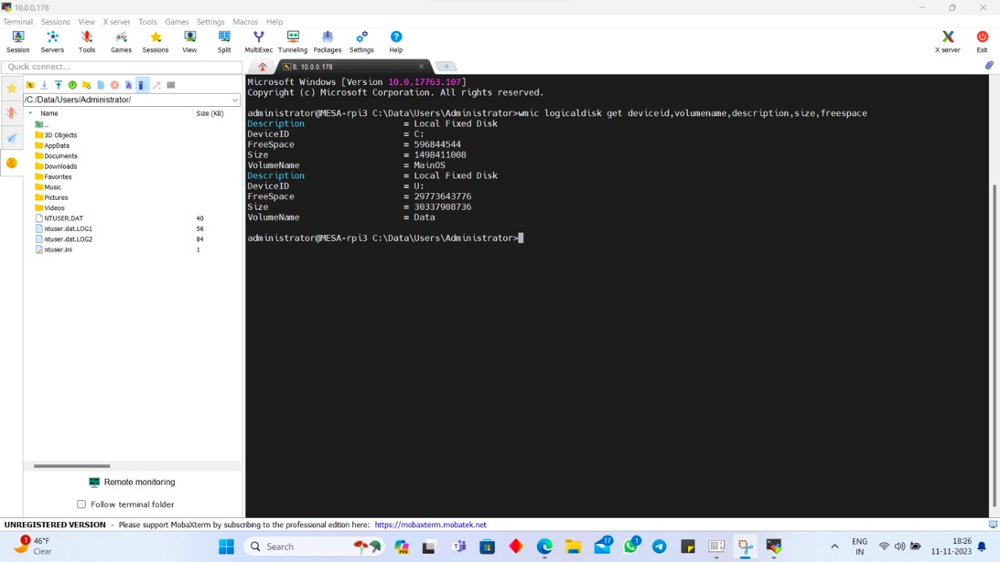 10.0.0.178
Terminal Sessions View X server Tools Games Settings Macros Help
Session Servers Tools Games Sessions View Split MultiExec Tunneling Packages Settings Help X server Exit
Quick connect...
8. 10.0.0.178
/C:/Data/Users/Administrator/
Name Size (KB)
..
3D Objects
AppData
Documents
Downloads
Favorites
Music
Pictures
Videos
NTUSER.DAT 40
ntuser.dat.LOG1 56
ntuser.dat.LOG2 84
ntuser.ini 1
Remote monitoring
Follow terminal folder
Microsoft Windows [Version 10.0.17763.107]
Copyright (c) Microsoft Corporation. All rights reserved.
administrator@MESA-rpi3 C:\Data\Users\Administrator>wmic logicaldisk get deviceid,volumename,description,size,freespace
Description = Local Fixed Disk
DeviceID = C:
FreeSpace = 596844544
Size = 1498411008
VolumeName = MainOS
Description = Local Fixed Disk
DeviceID = U:
FreeSpace = 29773643776
Size = 30337908736
VolumeName = Data
administrator@MESA-rpi3 C:\Data\Users\Administrator>
UNREGISTERED VERSION - Please support MobaXterm by subscribing to the professional edition here: https://mobaxterm.mobatek.net
1
46°F
Clear
Search
PRE
17
1
ENG
IN
18:26
11-11-2023